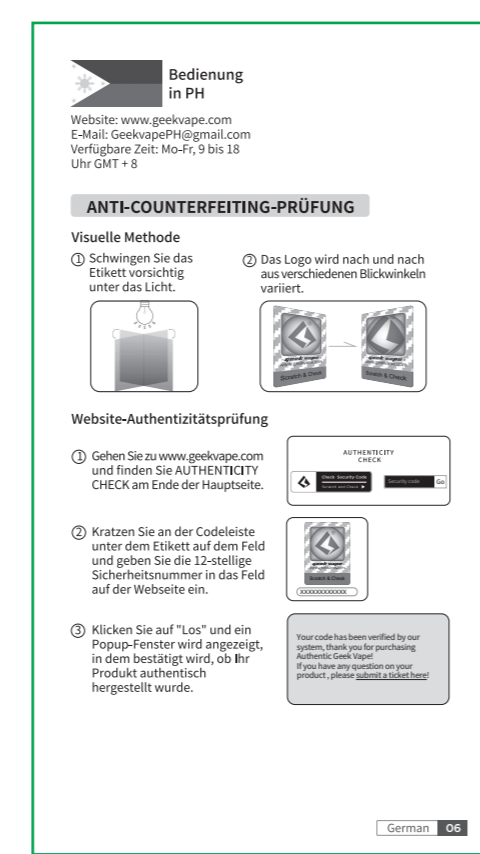 Bedienung
in PH
Website: www.geekvape.com
E-Mail: GeekvapePH@gmail.com
Verfügbare Zeit: Mo-Fr, 9 bis 18
Uhr GMT + 8
ANTI-COUNTERFEITING-PRÜFUNG
Visuelle Methode
① Schwingen Sie das
Etikett vorsichtig
unter das Licht.
② Das Logo wird nach und nach
aus verschiedenen Blickwinkeln
variiert.
Scratch & Check
Scratch & Check
Website-Authentizitätsprüfung
① Gehen Sie zu www.geekvape.com
und finden Sie AUTHENTICITY
CHECK am Ende der Hauptseite.
AUTHENTICITY
CHECK
Check Security Code
Scratch and Check
Security code
Go
② Kratzen Sie an der Codeleiste
unter dem Etikett auf dem Feld
und geben Sie die 12-stellige
Sicherheitsnummer in das Feld
auf der Webseite ein.
Scratch & Check
XXXXXXXXXXXX
③ Klicken Sie auf "Los" und ein
Popup-Fenster wird angezeigt,
in dem bestätigt wird, ob Ihr
Produkt authentisch
hergestellt wurde.
Your code has been verified by our
system, thank you for purchasing
Authentic Geek Vape!
If you have any question on your
product , please submit a ticket here!
German 06